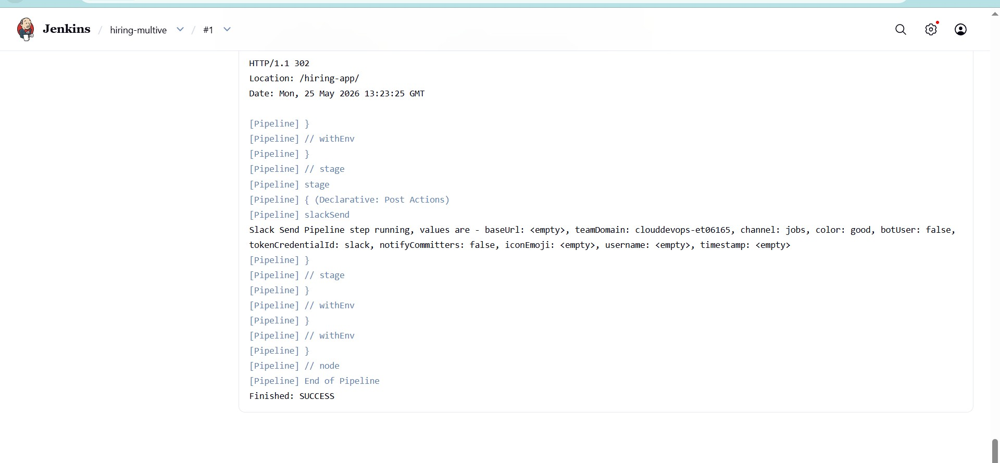 Jenkins / hiring-multive / #1
HTTP/1.1 302
Location: /hiring-app/
Date: Mon, 25 May 2026 13:23:25 GMT
[Pipeline] }
[Pipeline] // withEnv
[Pipeline] }
[Pipeline] // stage
[Pipeline] stage
[Pipeline] { (Declarative: Post Actions)
[Pipeline] slackSend
Slack Send Pipeline step running, values are - baseUrl: <empty>, teamDomain: clouddevops-et06165, channel: jobs, color: good, botUser: false,
tokenCredentialId: slack, notifyCommitters: false, iconEmoji: <empty>, username: <empty>, timestamp: <empty>
[Pipeline] }
[Pipeline] // stage
[Pipeline] }
[Pipeline] // withEnv
[Pipeline] }
[Pipeline] // withEnv
[Pipeline] }
[Pipeline] // node
[Pipeline] End of Pipeline
Finished: SUCCESS